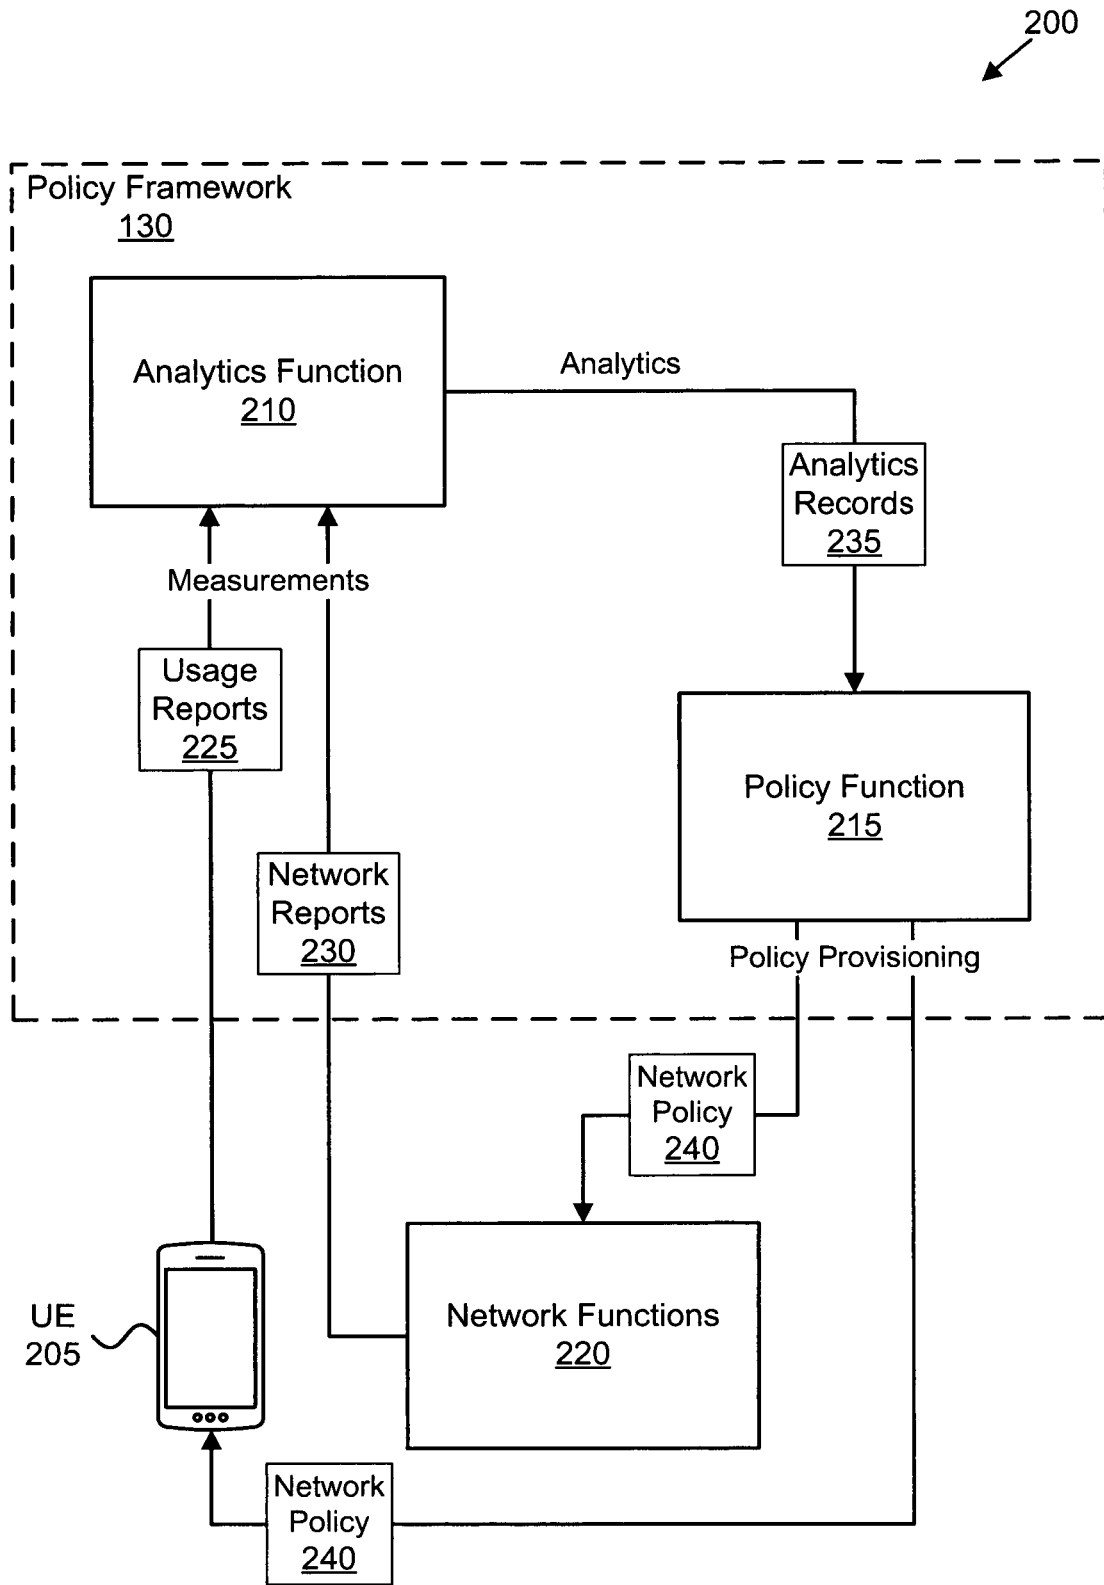 200
Policy Framework
130
Analytics Function
210
Analytics
Analytics
Records
235
Measurements
Usage
Reports
225
Policy Function
215
Network
Reports
230
Policy Provisioning
Network
Policy
240
Network Functions
220
UE
205
Network
Policy
240